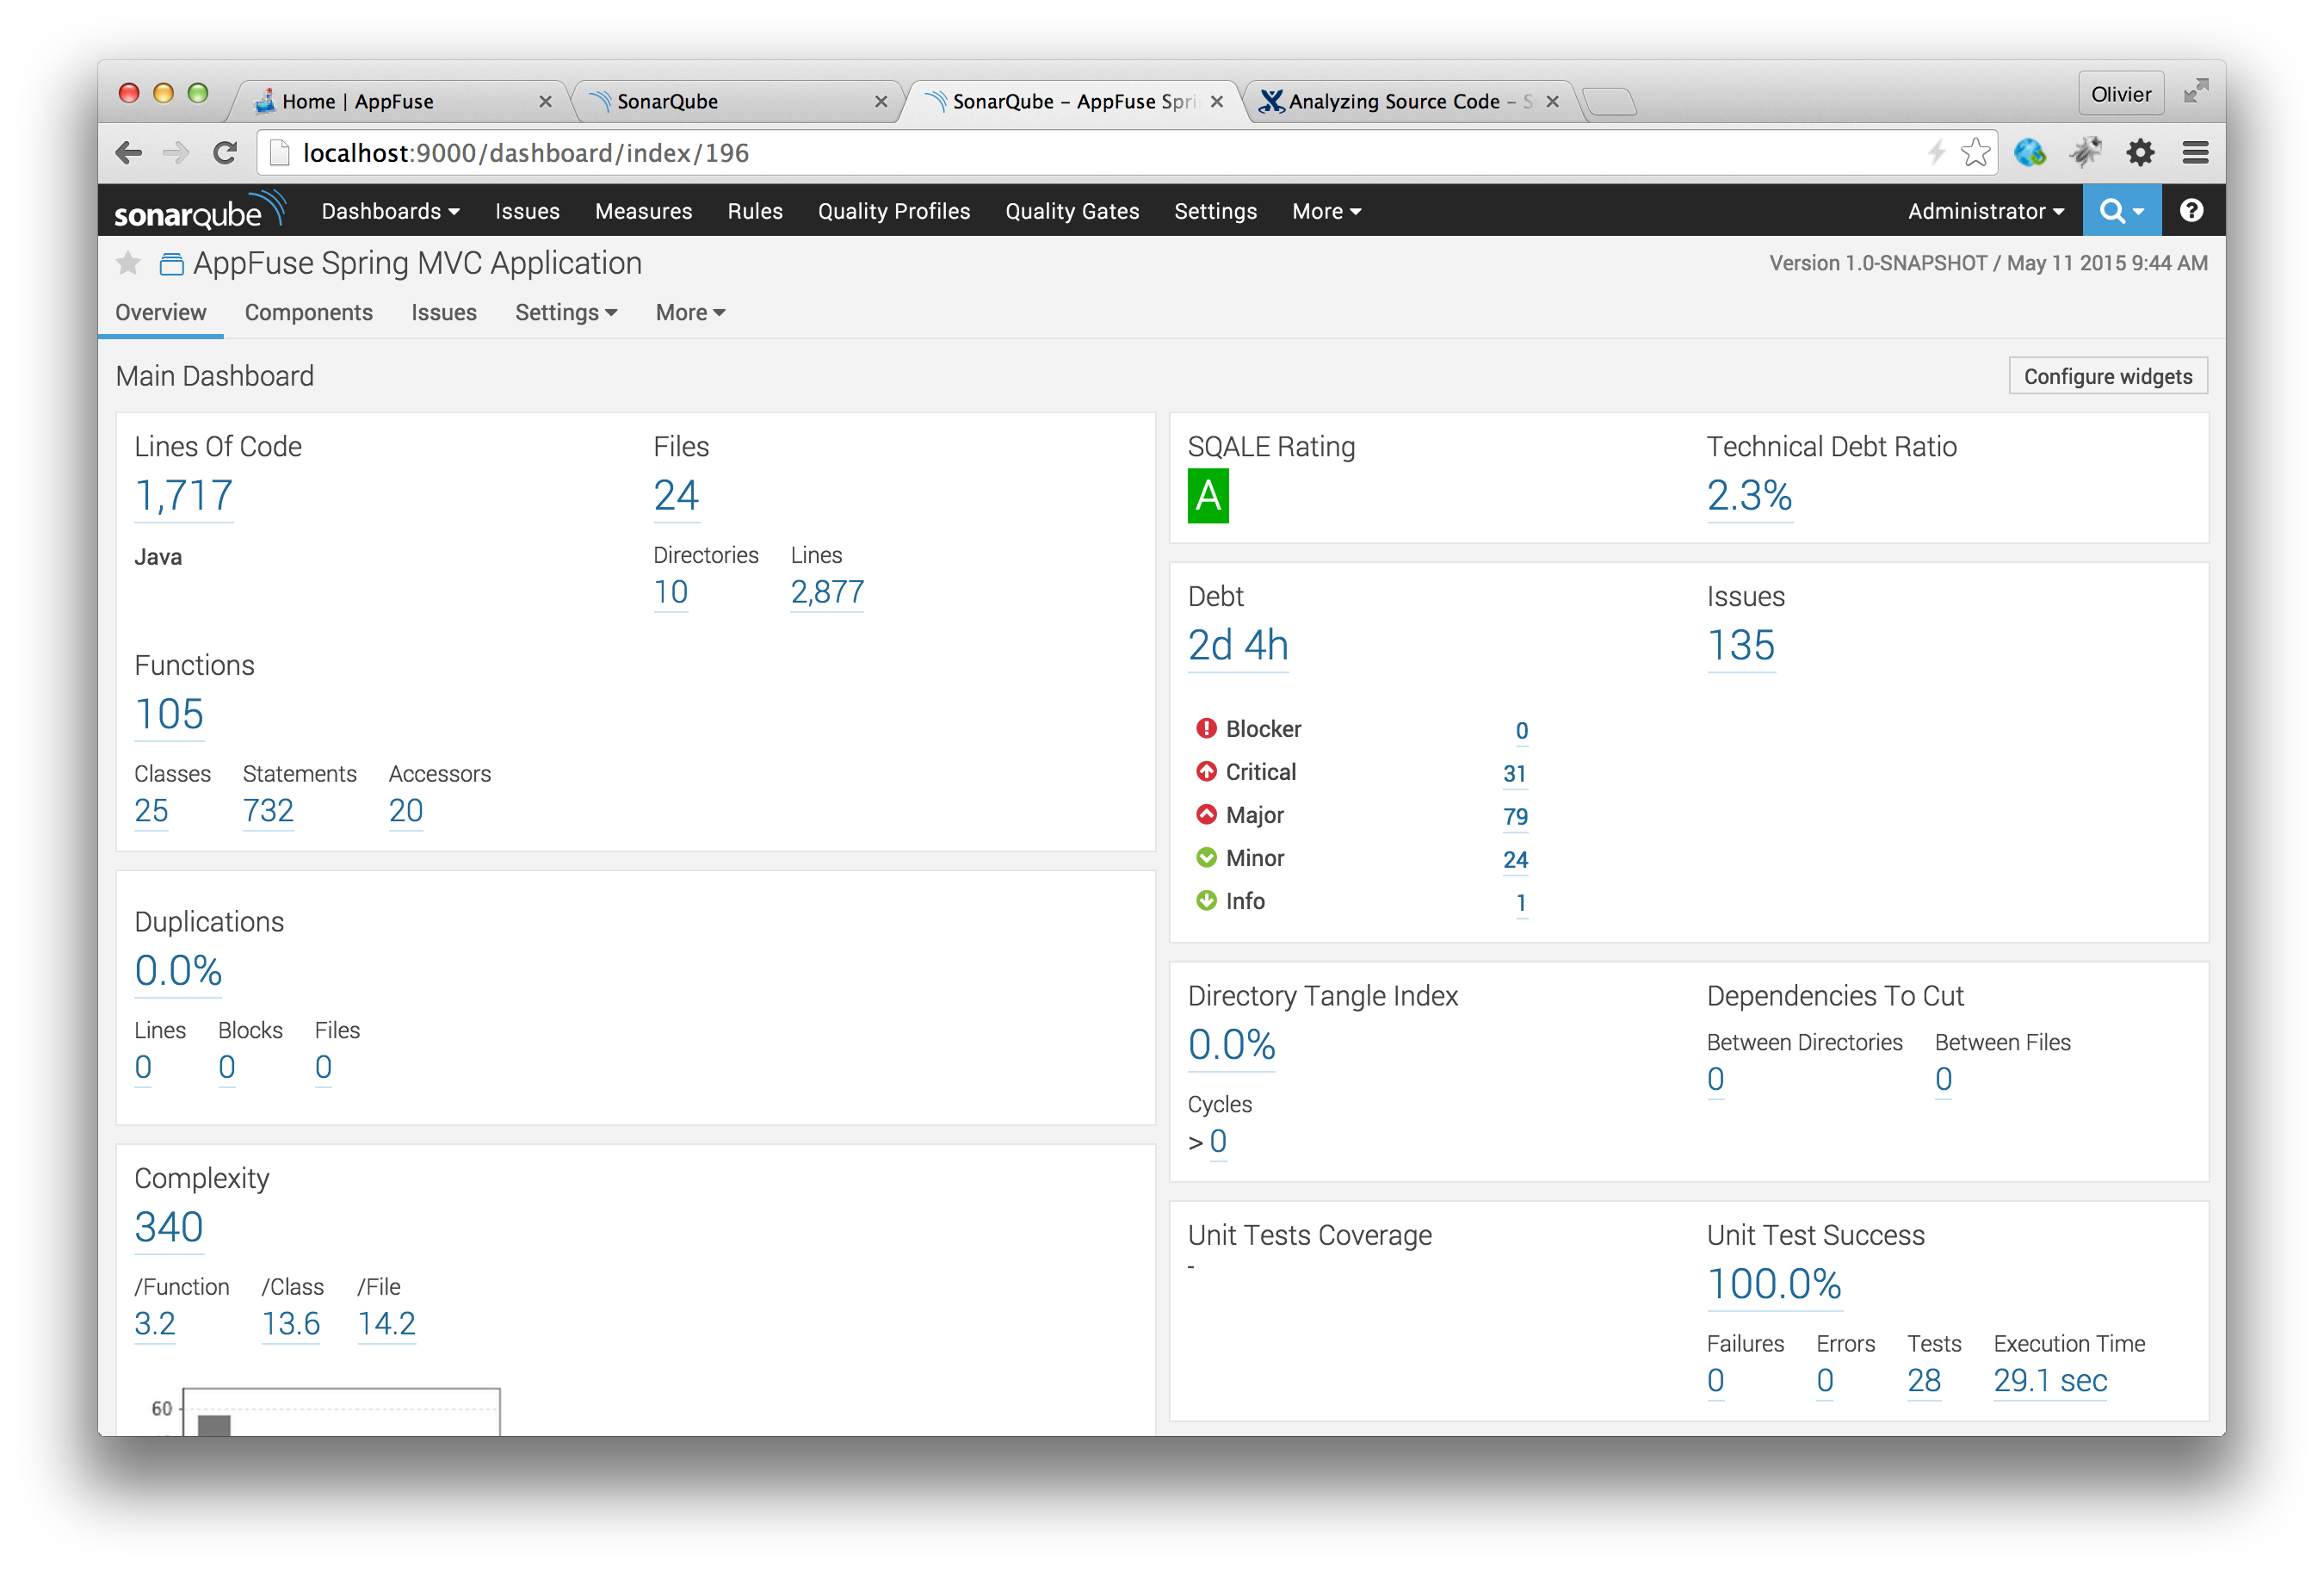 Home | AppFuse
SonarQube
SonarQube – AppFuse Spri
Analyzing Source Code – S
Olivier
localhost:9000/dashboard/index/196
sonarqube
Dashboards
Issues
Measures
Rules
Quality Profiles
Quality Gates
Settings
More
Administrator
AppFuse Spring MVC Application
Version 1.0-SNAPSHOT / May 11 2015 9:44 AM
Overview
Components
Issues
Settings
More
Main Dashboard
Configure widgets
Lines Of Code
1,717
Java
Files
24
Directories
Lines
10
2,877
Functions
105
Classes
Statements
Accessors
25
732
20
Duplications
0.0%
Lines
Blocks
Files
0
0
0
Complexity
340
/Function
/Class
/File
3.2
13.6
14.2
60
SQALE Rating
A
Technical Debt Ratio
2.3%
Debt
2d 4h
Issues
135
Blocker 0
Critical 31
Major 79
Minor 24
Info 1
Directory Tangle Index
0.0%
Cycles
> 0
Dependencies To Cut
Between Directories
Between Files
0
0
Unit Tests Coverage
-
Unit Test Success
100.0%
Failures
Errors
Tests
Execution Time
0
0
28
29.1 sec